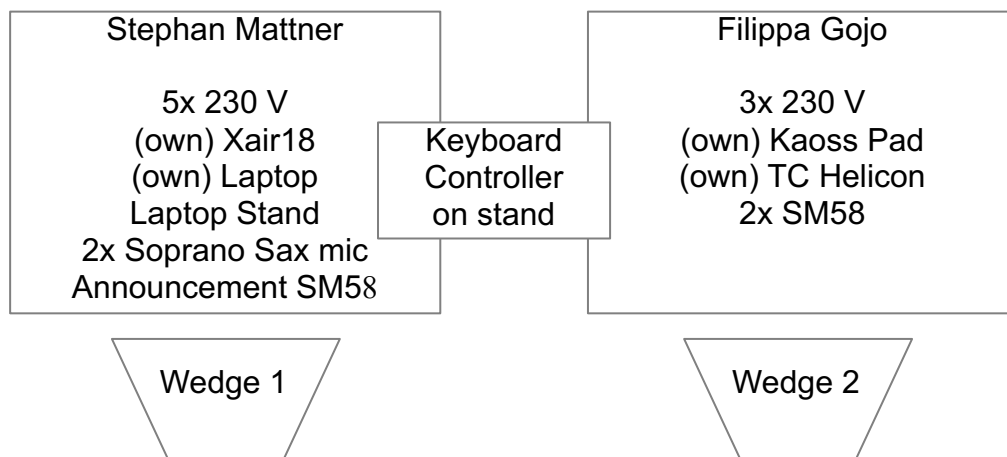 Stephan Mattner
5x 230 V
(own) Xair18
(own) Laptop
Laptop Stand
2x Soprano Sax mic
Announcement SM58
Keyboard
Controller
on stand
Filippa Gojo
3x 230 V
(own) Kaoss Pad
(own) TC Helicon
2x SM58
Wedge 1
Wedge 2